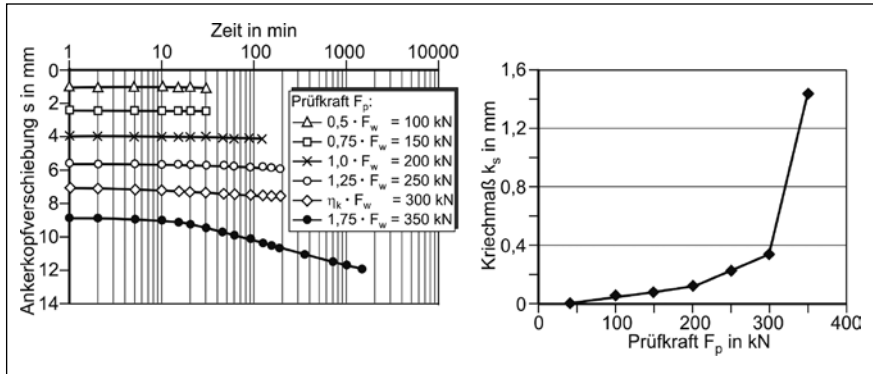 Zeit in min
1 10 100 1000 10000
Ankerkopfverschiebung s in mm
0
2
4
6
8
10
12
14
Prüfkraft Fp:
0,5 · Fw = 100 kN
0,75 · Fw = 150 kN
1,0 · Fw = 200 kN
1,25 · Fw = 250 kN
ηk · Fw = 300 kN
1,75 · Fw = 350 kN
Kriechmaß ks in mm
1,6
1,2
0,8
0,4
0
0 100 200 300 400
Prüfkraft Fp in kN